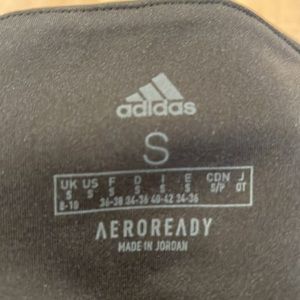 adidas
S
UK US F D I E CDN J
S S S S S S S/P OT
8-10 36-38 34-36 40-42 34-36
AEROREADY
MADE IN JORDAN